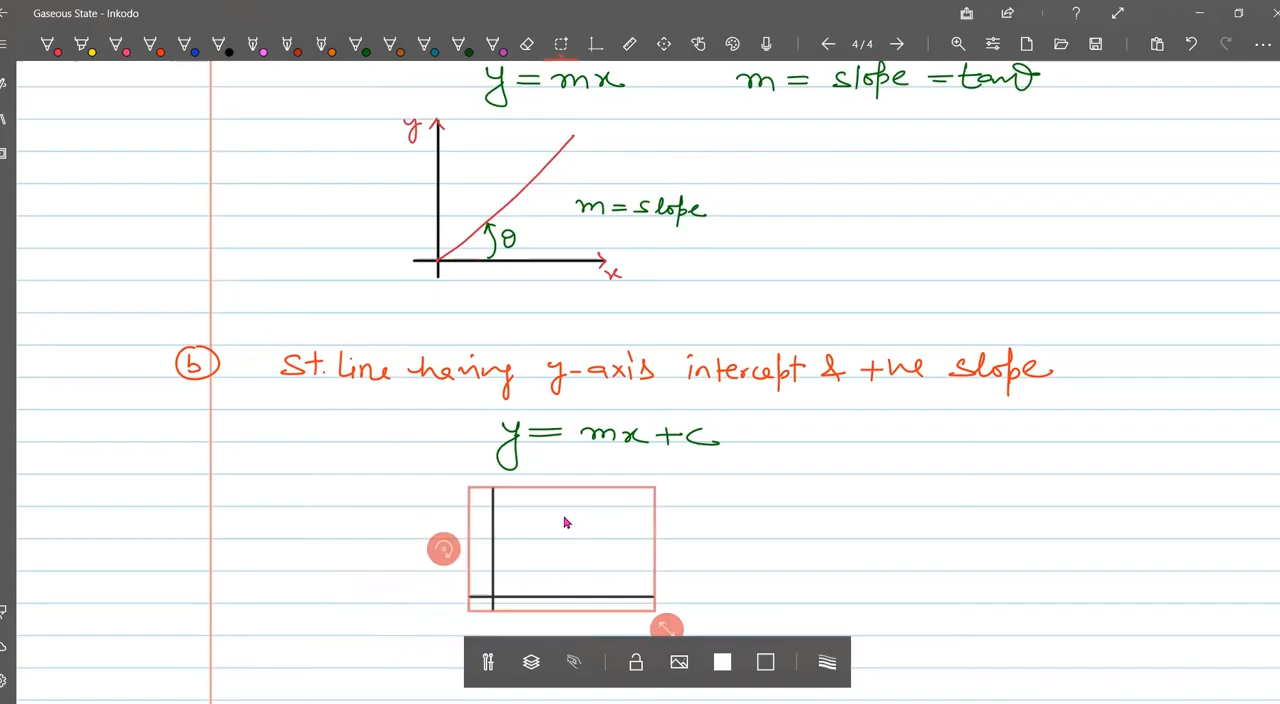 Gaseous State - Inkodo
4/4
y = mx m = slope = tanθ
y
m = slope
θ
x
b St. line having y-axis intercept & +ve slope
y = mx + c